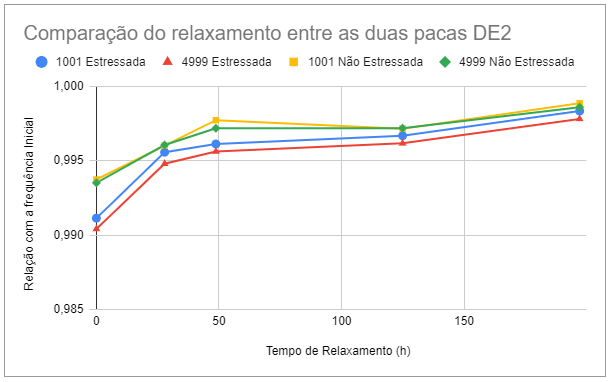 Comparação do relaxamento entre as duas pacas DE2
1001 Estressada 4999 Estressada 1001 Não Estressada 4999 Não Estressada
1,000
0,995
0,990
0,985
0 50 100 150
Relação com a frequência Inicial
Tempo de Relaxamento (h)